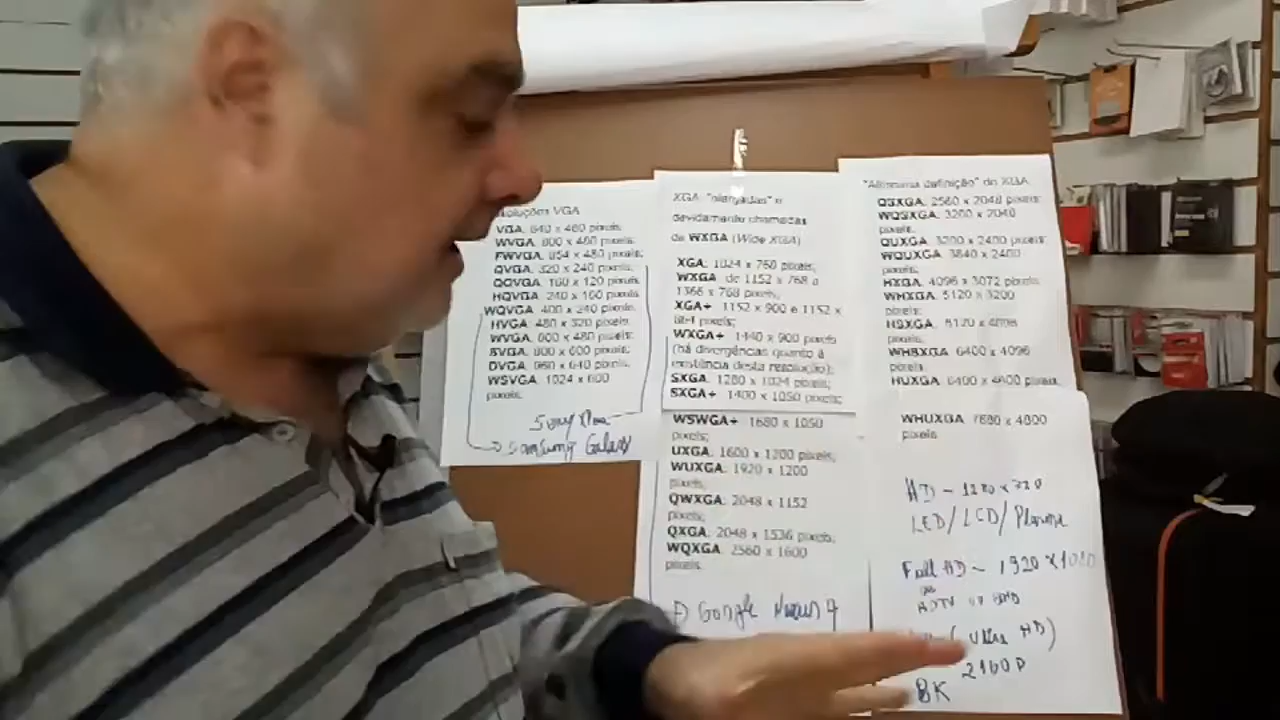 VGA
VGA: 640 x 480 pixels;
WVGA: 800 x 480 pixels;
FWVGA: 854 x 480 pixels;
QVGA: 320 x 240 pixels;
QQVGA: 160 x 120 pixels;
HQVGA: 240 x 160 pixels;
WQVGA: 400 x 240 pixels;
HVGA: 480 x 320 pixels;
WVGA: 800 x 480 pixels;
SVGA: 800 x 600 pixels;
DVGA: 960 x 640 pixels;
WSVGA: 1024 x 600
pixels.
Sony
Samsung Galaxy
XGA, e
devidamente chamadas
de WXGA (Wide XGA)
XGA: 1024 x 768 pixels;
WXGA: de 1152 x 768 a
1366 x 768 pixels;
XGA+: 1152 x 900 e 1152 x
864 pixels;
WXGA+: 1440 x 900 pixels
(há divergências quanto à
existência desta resolução);
SXGA: 1280 x 1024 pixels;
SXGA+: 1400 x 1050 pixels;
WSWGA+: 1680 x 1050
pixels;
UXGA: 1600 x 1200 pixels;
WUXGA: 1920 x 1200
pixels;
QWXGA: 2048 x 1152
pixels;
QXGA: 2048 x 1536 pixels;
WQXGA: 2560 x 1600
pixels.
Google Nexus 4
definição" do XGA
QSXGA: 2560 x 2048 pixels;
WQSXGA: 3200 x 2048
pixels;
QUXGA: 3200 x 2400 pixels;
WQUXGA: 3840 x 2400
pixels;
HXGA: 4096 x 3072 pixels;
WHXGA: 5120 x 3200
pixels;
HSXGA: 5120 x 4096
pixels;
WHSXGA: 6400 x 4096
pixels;
HUXGA: 6400 x 4800 pixels;
WHUXGA: 7680 x 4800
pixels
HD - 1280 x 720
LED/LCD/Plasma
Full HD - 1920 x 1080
ou
HDTV
(Ultra HD)
2160P
8K